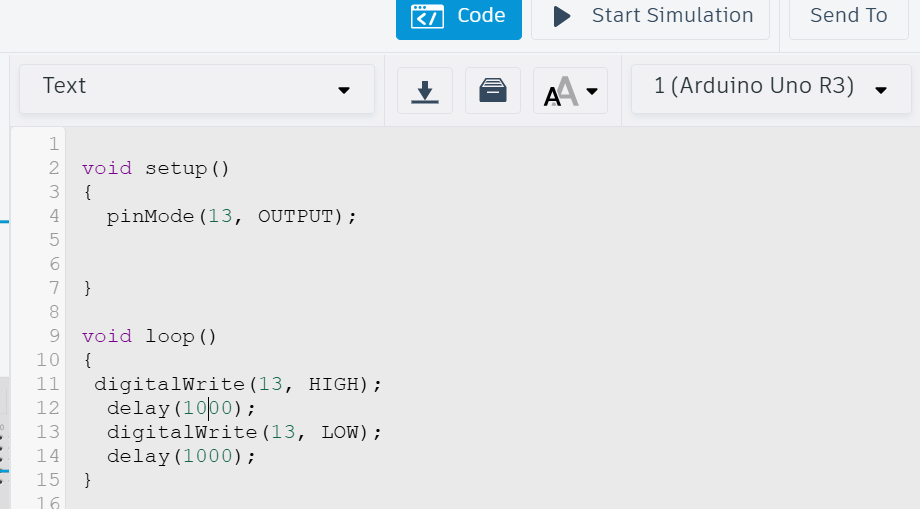 Code
Start Simulation
Send To
Text
AA
1 (Arduino Uno R3)
1
2 void setup()
3 {
4   pinMode(13, OUTPUT);
5
6
7 }
8
9 void loop()
10 {
11  digitalWrite(13, HIGH);
12   delay(1000);
13   digitalWrite(13, LOW);
14   delay(1000);
15 }
16